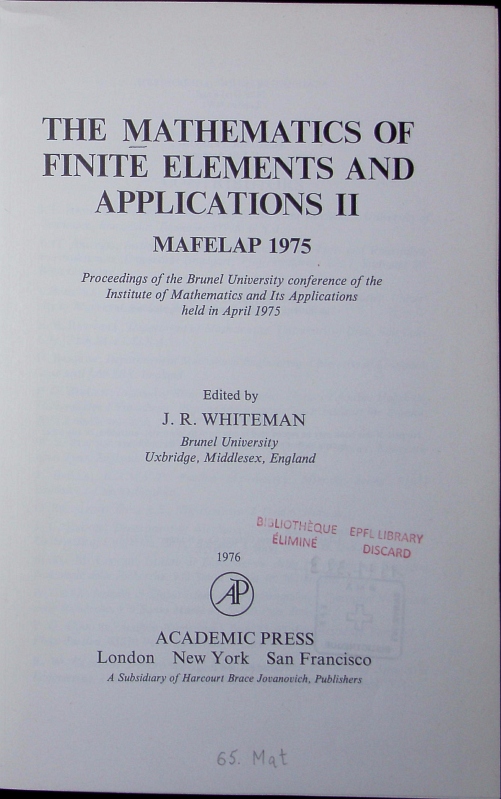 THE MATHEMATICS OF
FINITE ELEMENTS AND
APPLICATIONS II
MAFELAP 1975
Proceedings of the Brunel University conference of the
Institute of Mathematics and Its Applications
held in April 1975
Edited by
J. R. WHITEMAN
Brunel University
Uxbridge, Middlesex, England
BIBLIOTHÈQUE EPFL LIBRARY
ÉLIMINÉ DISCARD
1976
AP
ACADEMIC PRESS
London New York San Francisco
A Subsidiary of Harcourt Brace Jovanovich, Publishers
65. Mat